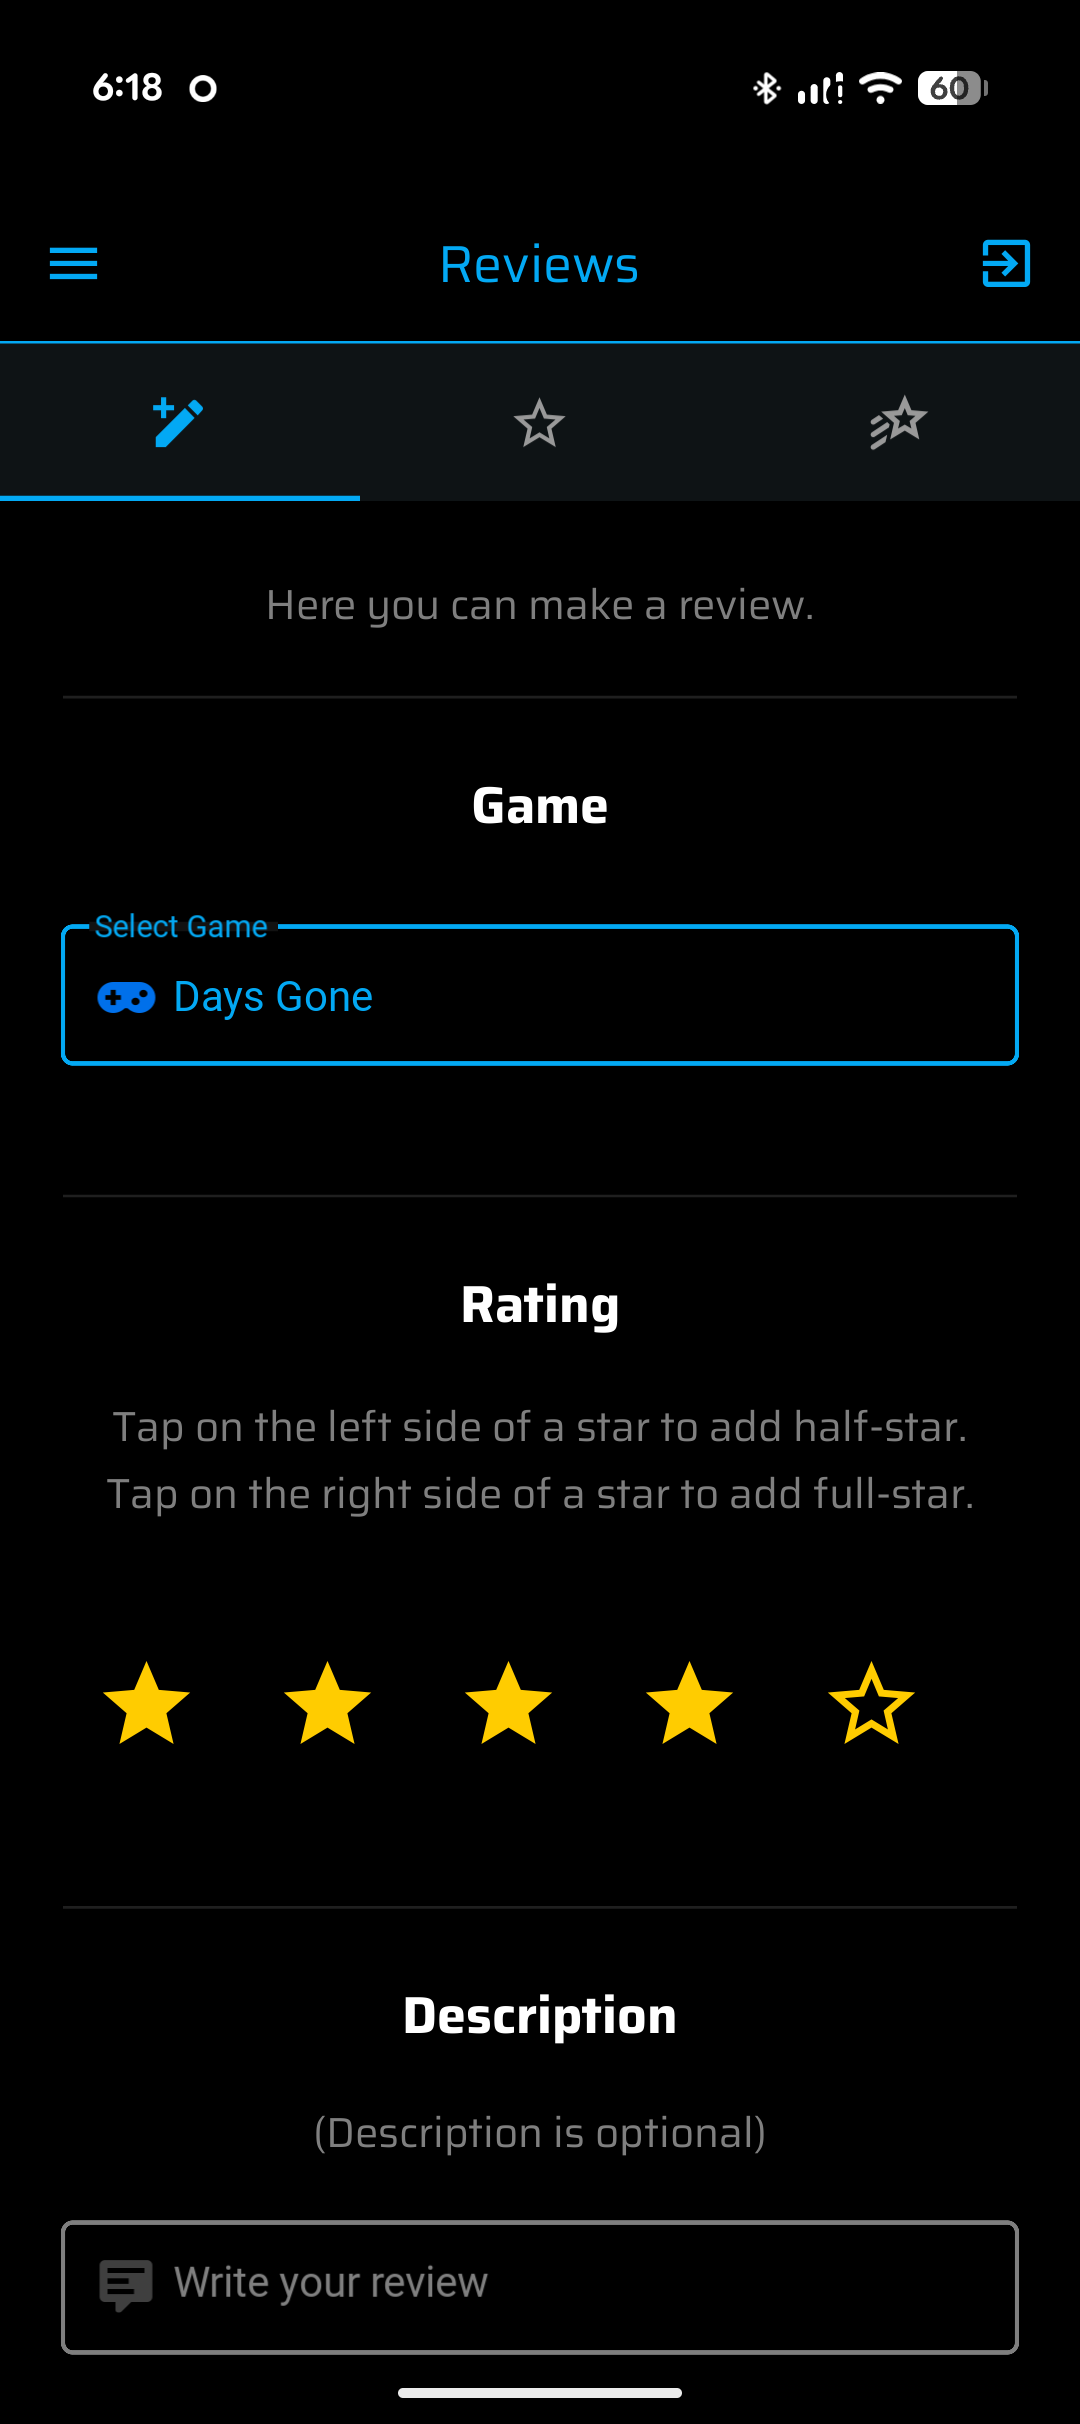 6:18
60
Reviews
Here you can make a review.
Game
Select Game
Days Gone
Rating
Tap on the left side of a star to add half-star.
Tap on the right side of a star to add full-star.
Description
(Description is optional)
Write your review